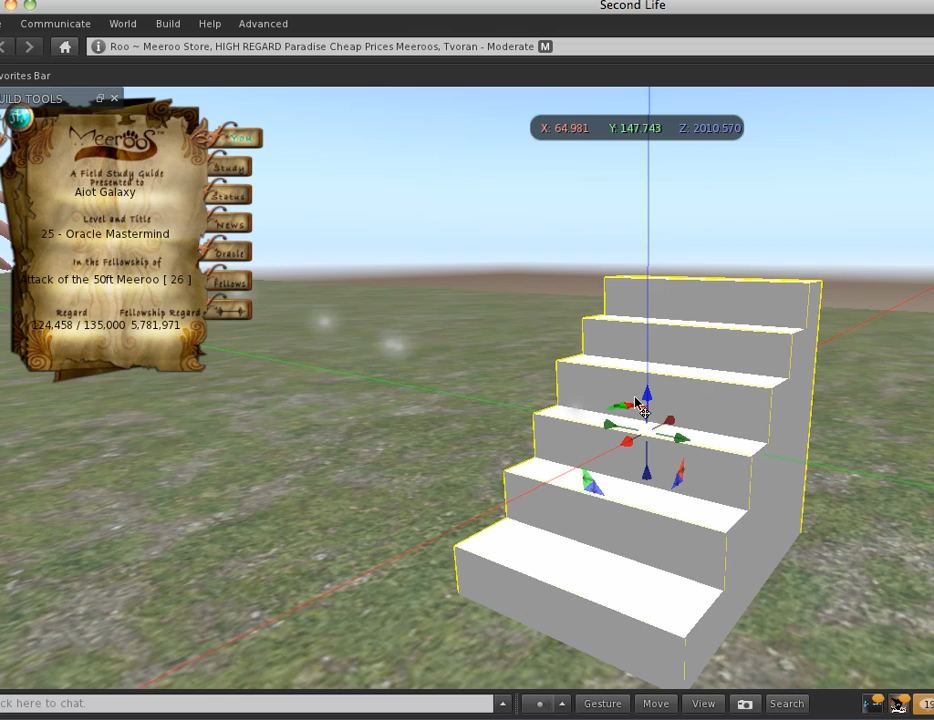 Second Life
Communicate World Build Help Advanced
Roo ~ Meeroo Store, HIGH REGARD Paradise Cheap Prices Meeroos, Tvoran - Moderate M
vorites Bar
UILD TOOLS
X: 64.981 Y: 147.743 Z: 2010.570
Meeroos™
A Field Study Guide
Presented to
Aiot Galaxy
Level and Title
25 - Oracle Mastermind
In the Fellowship of
Attack of the 50ft Meeroo [ 26 ]
Regard Fellowship Regard
124,458 / 135,000 5,781,971
You
Study
Status
News
Oracle
Fellows
ck here to chat.
Gesture Move View Search
19